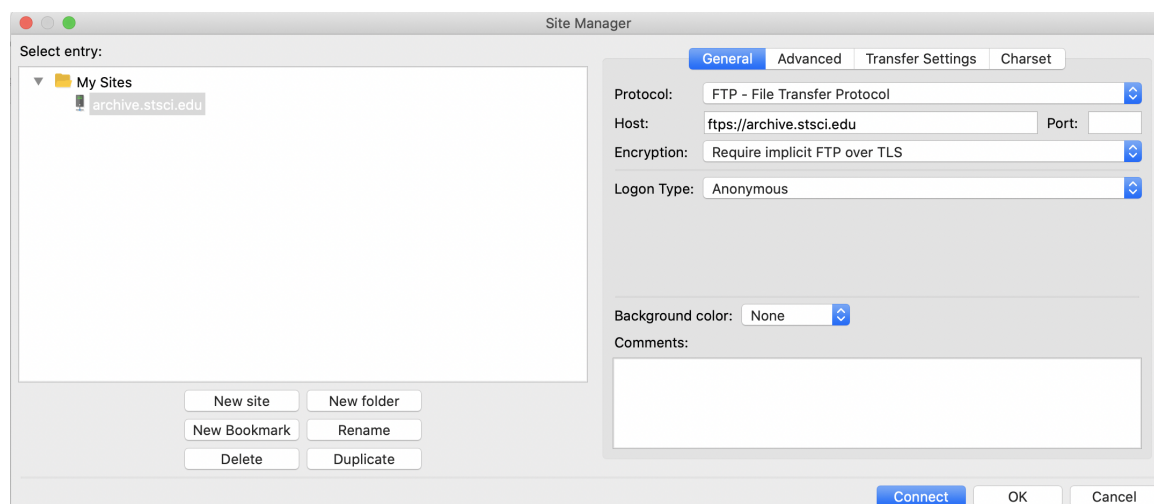 Site Manager
Select entry:
My Sites
archive.stsci.edu
New site New folder
New Bookmark Rename
Delete Duplicate
General Advanced Transfer Settings Charset
Protocol: FTP - File Transfer Protocol
Host: ftps://archive.stsci.edu Port:
Encryption: Require implicit FTP over TLS
Logon Type: Anonymous
Background color: None
Comments:
Connect OK Cancel